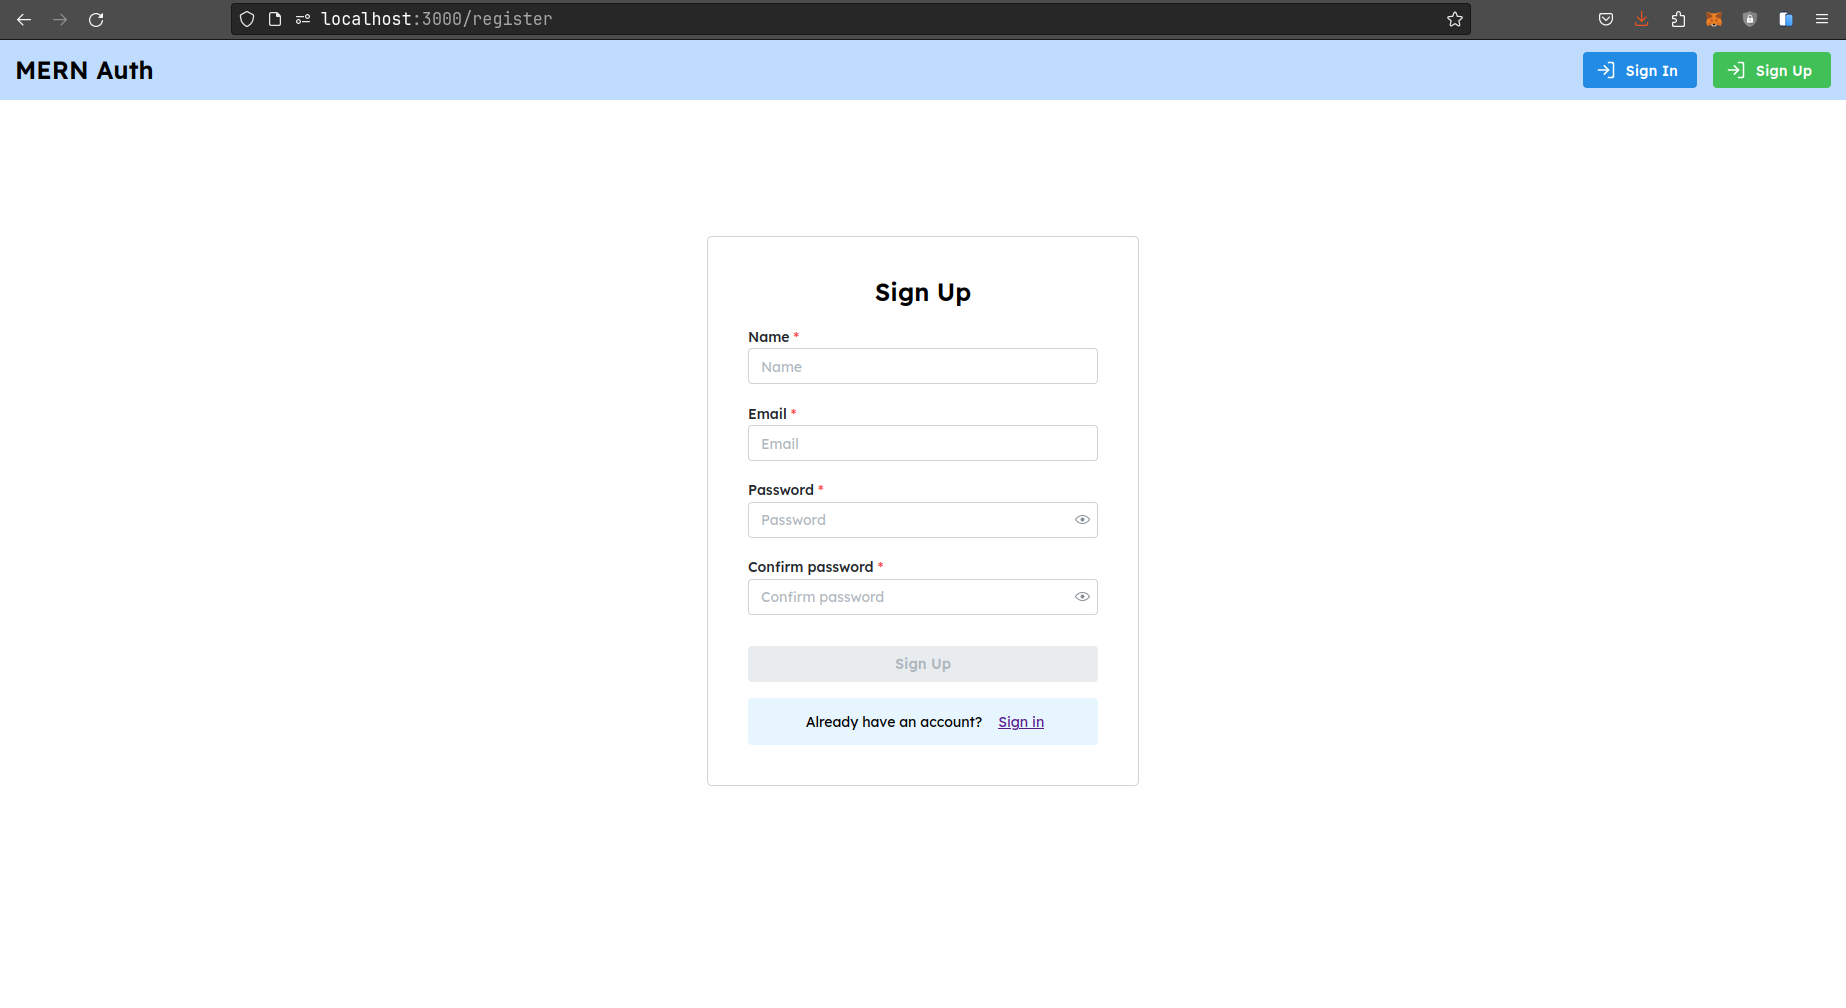 localhost:3000/register
MERN Auth
Sign In
Sign Up
Sign Up
Name *
Name
Email *
Email
Password *
Password
Confirm password *
Confirm password
Sign Up
Already have an account? Sign in